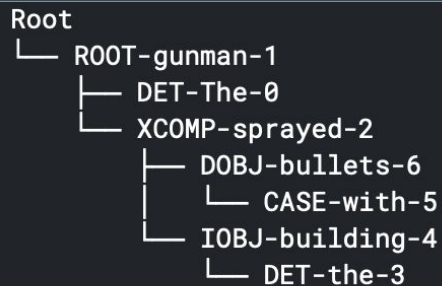 Root
└── ROOT-gunman-1
    ├── DET-The-0
    └── XCOMP-sprayed-2
        ├── DOBJ-bullets-6
        │   └── CASE-with-5
        └── IOBJ-building-4
            └── DET-the-3